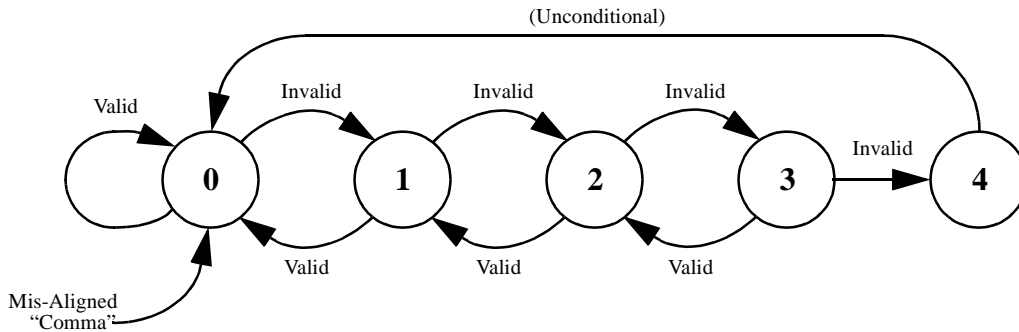 (Unconditional)
Invalid
Invalid
Invalid
Valid
Invalid
0
1
2
3
4
Valid
Valid
Valid
Mis-Aligned
“Comma”